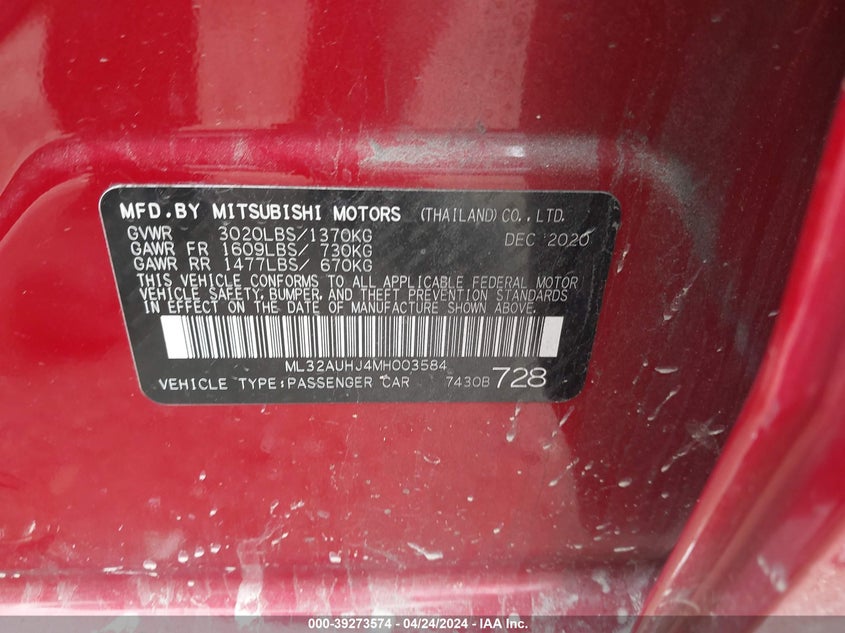 MFD.BY MITSUBISHI MOTORS (THAILAND)CO.,LTD.
GVWR 3020LBS/1370KG DEC 2020
GAWR FR 1609LBS/ 730KG
GAWR RR 1477LBS/ 670KG
THIS VEHICLE CONFORMS TO ALL APPLICABLE FEDERAL MOTOR
VEHICLE SAFETY, BUMPER, AND THEFT PREVENTION STANDARDS
IN EFFECT ON THE DATE OF MANUFACTURE SHOWN ABOVE.
ML32AUHJ4MH003584
VEHICLE TYPE:PASSENGER CAR 7430B 728
000-39273574 / 04/24/2024 / IAA Inc.